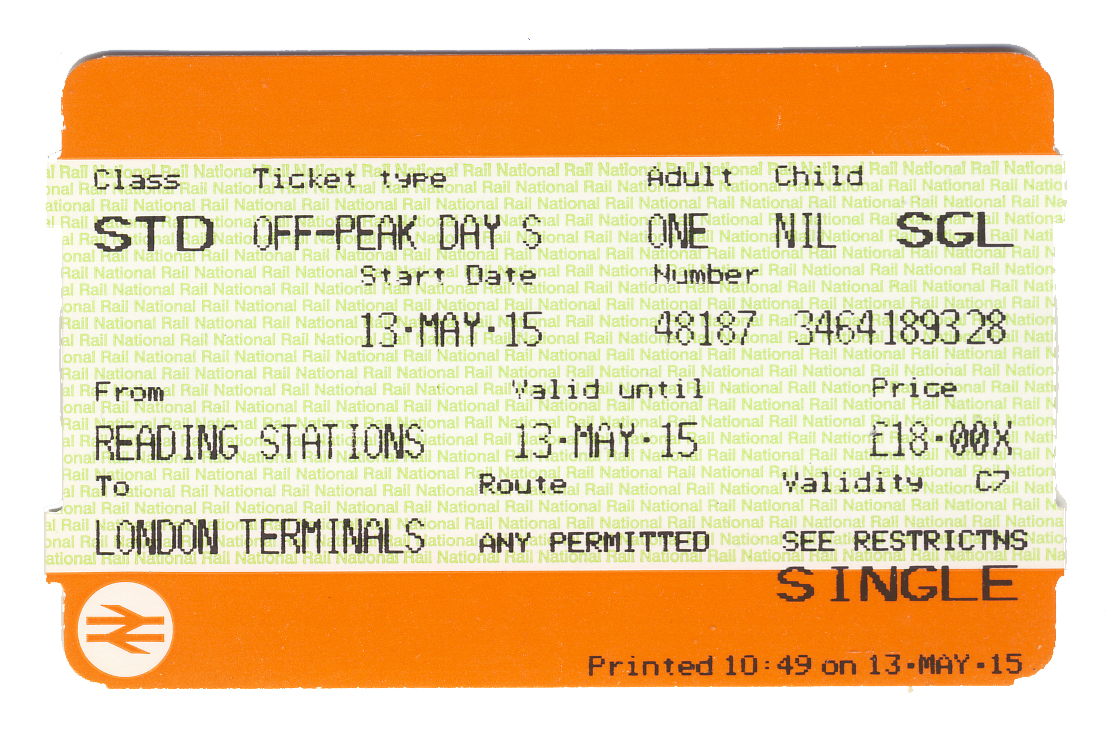 Class Ticket type Adult Child
STD OFF-PEAK DAY S ONE NIL SGL
Start Date Number
13·MAY·15 48187 3464189328
From Valid until Price
READING STATIONS 13·MAY·15 £18·00X
To Route Validity C7
LONDON TERMINALS ANY PERMITTED SEE RESTRICTNS
SINGLE
Printed 10:49 on 13·MAY·15